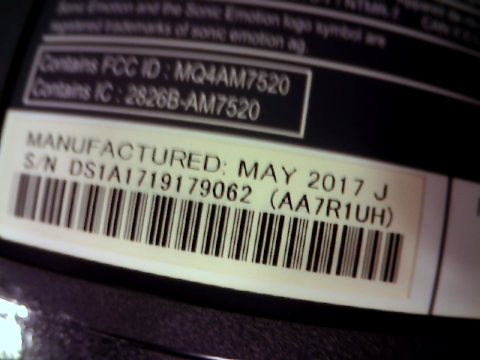 Sonic Emotion and the Sonic Emotion logo symbol are
registered trademarks of sonic emotion ag.
Contains FCC ID : MQ4AM7520
Contains IC : 2826B-AM7520
MANUFACTURED: MAY 2017 J
S/N DS1A1719179062 (AA7R1UH)